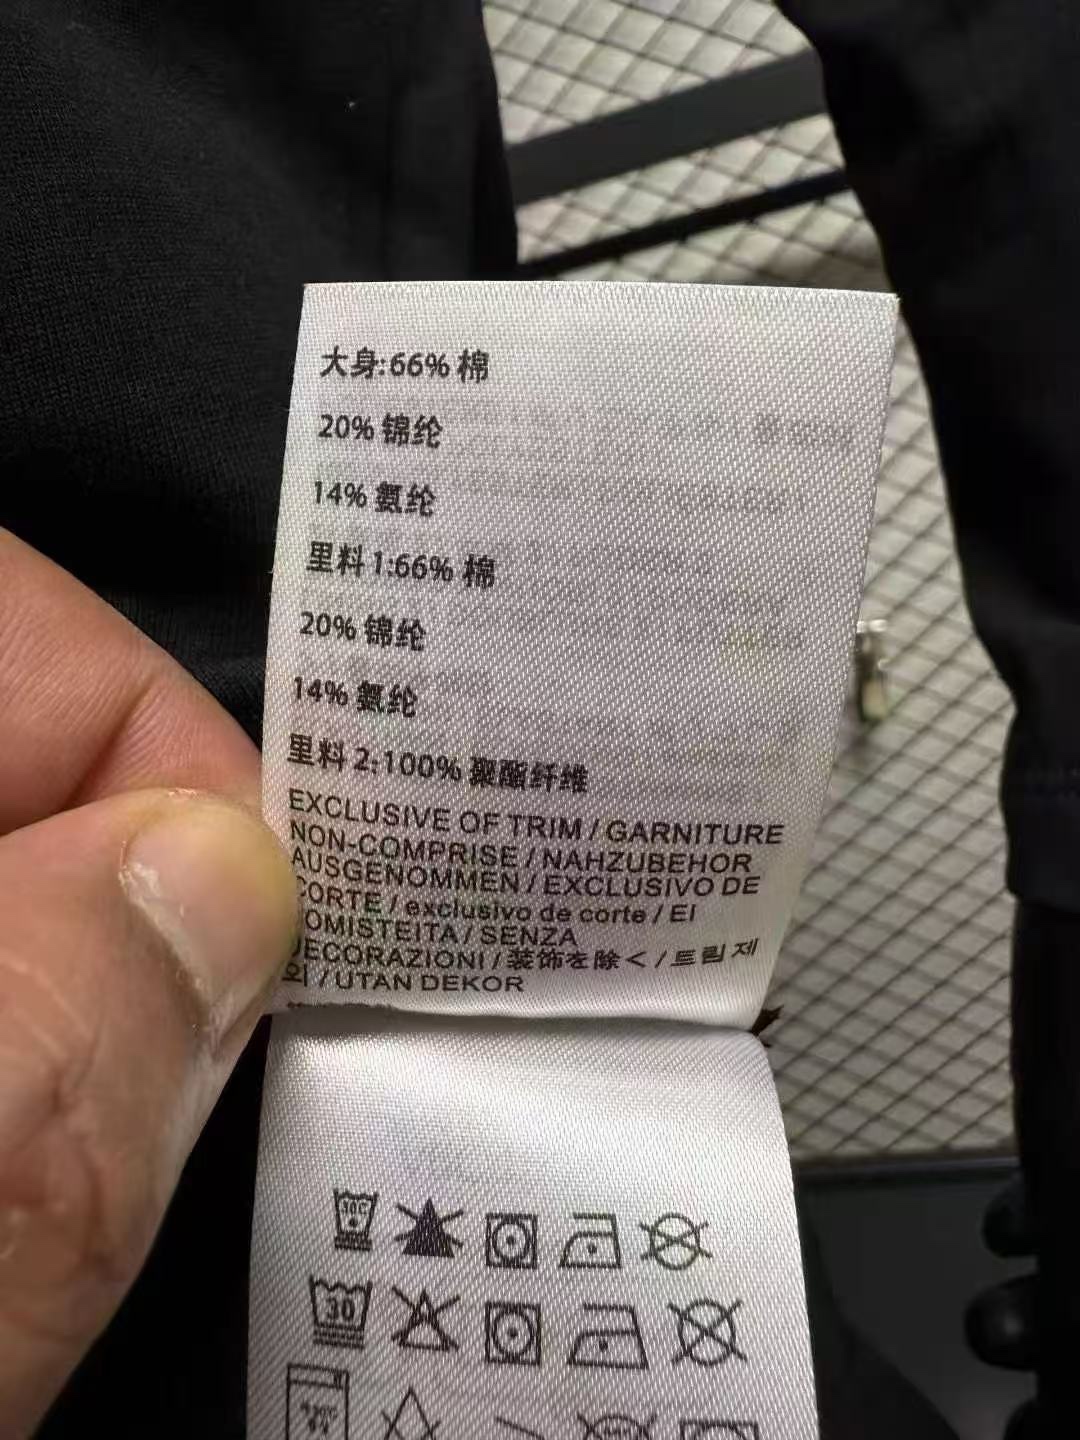 大身:66% 棉
20% 锦纶
14% 氨纶
里料 1:66% 棉
20% 锦纶
14% 氨纶
里料 2:100% 聚酯纤维
EXCLUSIVE OF TRIM / GARNITURE
NON-COMPRISE / NAHZUBEHOR
AUSGENOMMEN / EXCLUSIVO DE
CORTE / exclusivo de corte / EI
OMISTEITA / SENZA
DECORAZIONI / 装饰を除く / 트림 제
외 / UTAN DEKOR
30C
30